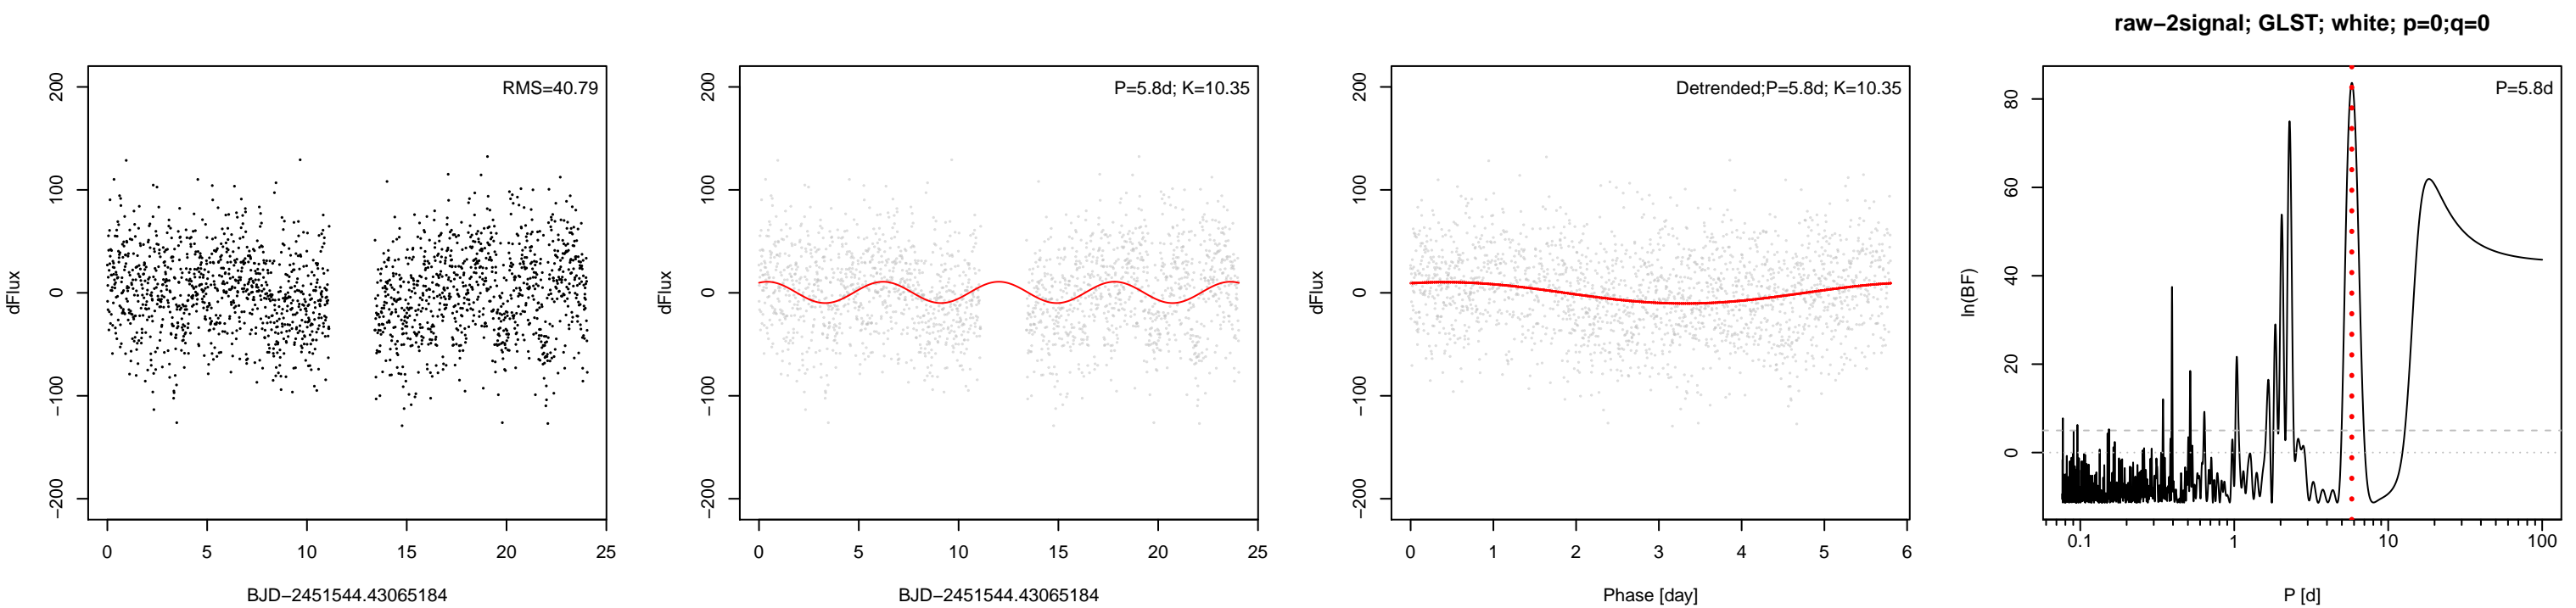 raw−2signal; GLST; white; p=0;q=0
RMS=40.79
dFlux
200
100
0
−100
−200
0 5 10 15 20 25
BJD−2451544.43065184
P=5.8d; K=10.35
dFlux
200
100
0
−100
−200
0 5 10 15 20 25
BJD−2451544.43065184
Detrended;P=5.8d; K=10.35
dFlux
200
100
0
−100
−200
0 1 2 3 4 5 6
Phase [day]
P=5.8d
ln(BF)
80
60
40
20
0
0.1 1 10 100
P [d]